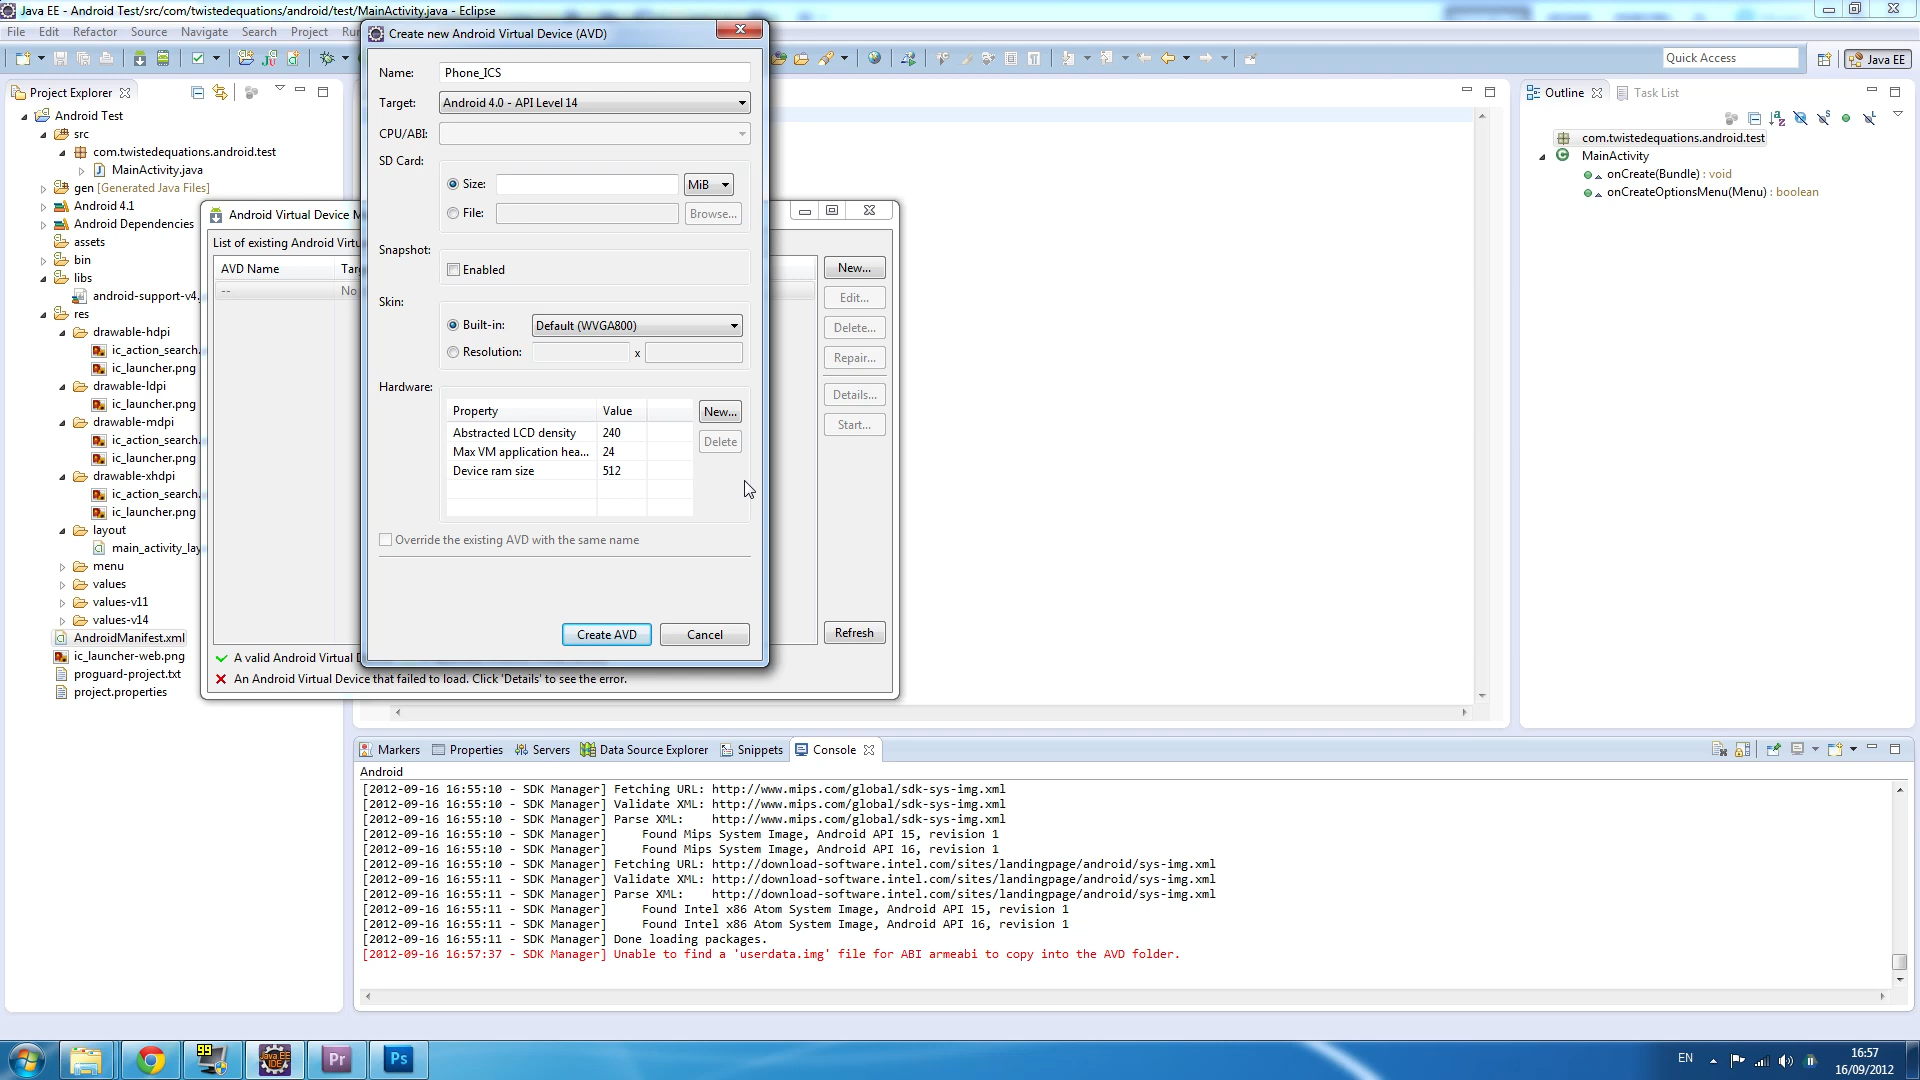 Java EE - Android Test/src/com/twistedequations/android/test/MainActivity.java - Eclipse
File Edit Refactor Source Navigate Search Project
Quick Access
Java EE
Project Explorer
Android Test
src
com.twistedequations.android.test
MainActivity.java
gen [Generated Java Files]
Android 4.1
Android Dependencies
assets
bin
libs
android-support-v4.
res
drawable-hdpi
ic_action_search.
ic_launcher.png
drawable-ldpi
ic_launcher.png
drawable-mdpi
ic_action_search.
ic_launcher.png
drawable-xhdpi
ic_action_search.
ic_launcher.png
layout
main_activity_lay
menu
values
values-v11
values-v14
AndroidManifest.xml
ic_launcher-web.png
proguard-project.txt
project.properties
Android Virtual Device M
List of existing Android Virtu
AVD Name
--
No
New...
Edit...
Delete...
Repair...
Details...
Start...
Refresh
A valid Android Virtual D
An Android Virtual Device that failed to load. Click 'Details' to see the error.
Create new Android Virtual Device (AVD)
Name: Phone_ICS
Target: Android 4.0 - API Level 14
CPU/ABI:
SD Card:
Size: MiB
File: Browse...
Snapshot:
Enabled
Skin:
Built-in: Default (WVGA800)
Resolution: x
Hardware:
Property Value
New...
Abstracted LCD density 240
Delete
Max VM application hea... 24
Device ram size 512
Override the existing AVD with the same name
Create AVD Cancel
Outline Task List
com.twistedequations.android.test
MainActivity
onCreate(Bundle) : void
onCreateOptionsMenu(Menu) : boolean
Markers Properties Servers Data Source Explorer Snippets Console
Android
[2012-09-16 16:55:10 - SDK Manager] Fetching URL: http://www.mips.com/global/sdk-sys-img.xml
[2012-09-16 16:55:10 - SDK Manager] Validate XML: http://www.mips.com/global/sdk-sys-img.xml
[2012-09-16 16:55:10 - SDK Manager] Parse XML: http://www.mips.com/global/sdk-sys-img.xml
[2012-09-16 16:55:10 - SDK Manager] Found Mips System Image, Android API 15, revision 1
[2012-09-16 16:55:10 - SDK Manager] Found Mips System Image, Android API 16, revision 1
[2012-09-16 16:55:10 - SDK Manager] Fetching URL: http://download-software.intel.com/sites/landingpage/android/sys-img.xml
[2012-09-16 16:55:11 - SDK Manager] Validate XML: http://download-software.intel.com/sites/landingpage/android/sys-img.xml
[2012-09-16 16:55:11 - SDK Manager] Parse XML: http://download-software.intel.com/sites/landingpage/android/sys-img.xml
[2012-09-16 16:55:11 - SDK Manager] Found Intel x86 Atom System Image, Android API 15, revision 1
[2012-09-16 16:55:11 - SDK Manager] Found Intel x86 Atom System Image, Android API 16, revision 1
[2012-09-16 16:55:11 - SDK Manager] Done loading packages.
[2012-09-16 16:57:37 - SDK Manager] Unable to find a 'userdata.img' file for ABI armeabi to copy into the AVD folder.
99
Java EE
IDE
Pr
Ps
EN
16:57
16/09/2012